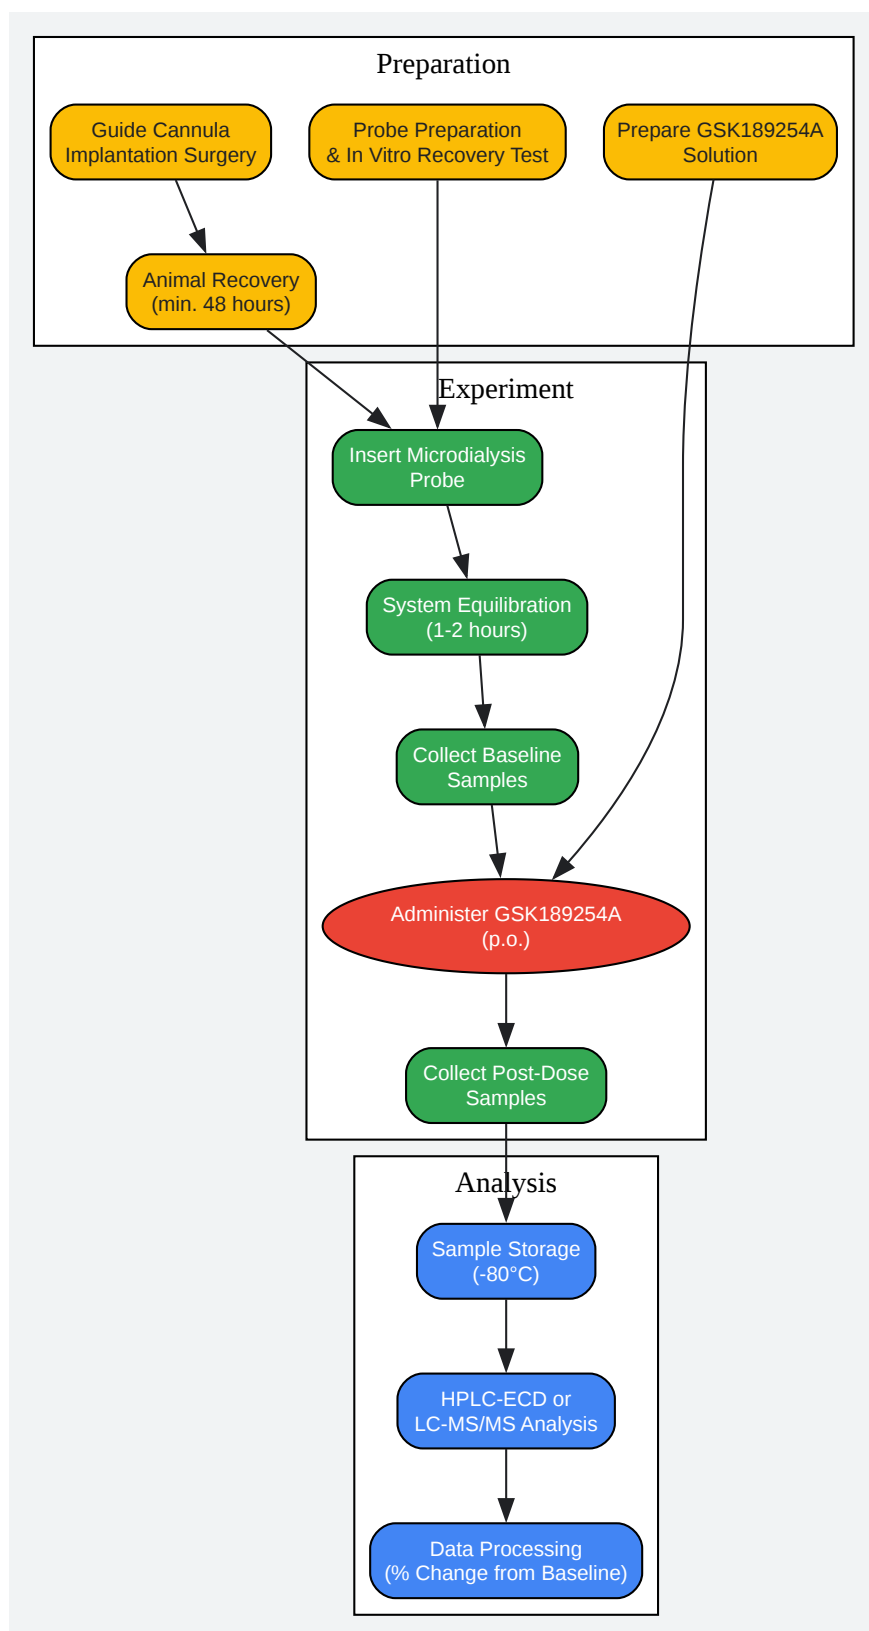 Preparation
Guide Cannula
Implantation Surgery
Probe Preparation
& In Vitro Recovery Test
Prepare GSK189254A
Solution
Animal Recovery
(min. 48 hours)
Experiment
Insert Microdialysis
Probe
System Equilibration
(1-2 hours)
Collect Baseline
Samples
Administer GSK189254A
(p.o.)
Collect Post-Dose
Samples
Analysis
Sample Storage
(-80°C)
HPLC-ECD or
LC-MS/MS Analysis
Data Processing
(% Change from Baseline)